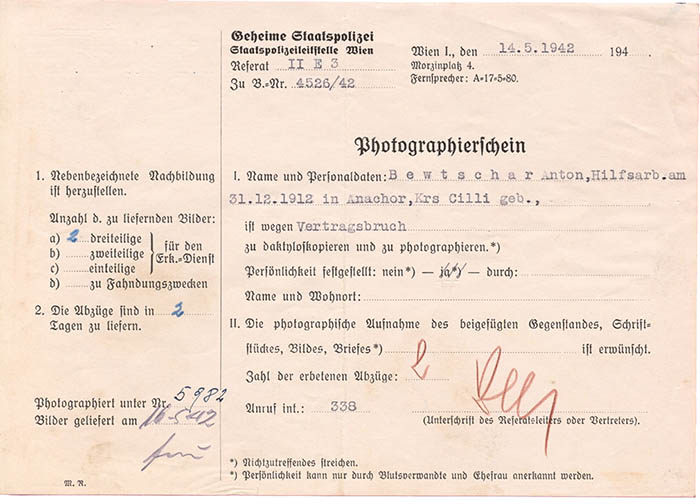 Geheime Staatspolizei
Staatspolizeileitstelle Wien
Referat II E 3
Zu B.-Nr. 4526/42
Wien I., den 14.5.1942 194
Morzinplatz 4.
Fernsprecher: A-17-5-80.
Photographierschein
1. Nebenbezeichnete Nachbildung
ist herzustellen.
Anzahl d. zu liefernden Bilder:
a) 2 dreiteilige
b) zweiteilige
c) einteilige
d) zu Fahndungszwecken
für den
Erk.-Dienst
2. Die Abzüge sind in 2
Tagen zu liefern.
Photographiert unter Nr. 5982
Bilder geliefert am 16.5.42
M. R.
I. Name und Personaldaten: B e w t s c h a r Anton,Hilfsarb.am
31.12.1912 in Anachor, Krs Cilli geb.,
ist wegen Vertragsbruch
zu daktyloskopieren und zu photographieren.*)
Persönlichkeit festgestellt: nein*) — ja*) — durch:
Name und Wohnort:
II. Die photographische Aufnahme des beigefügten Gegenstandes, Schrift-
stückes, Bildes, Briefes*) ist erwünscht.
Zahl der erbetenen Abzüge: 2
Anruf int.: 338
(Unterschrift des Referatsleiters oder Vertreters).
*) Nichtzutreffendes streichen.
*) Persönlichkeit kann nur durch Blutsverwandte und Ehefrau anerkannt werden.